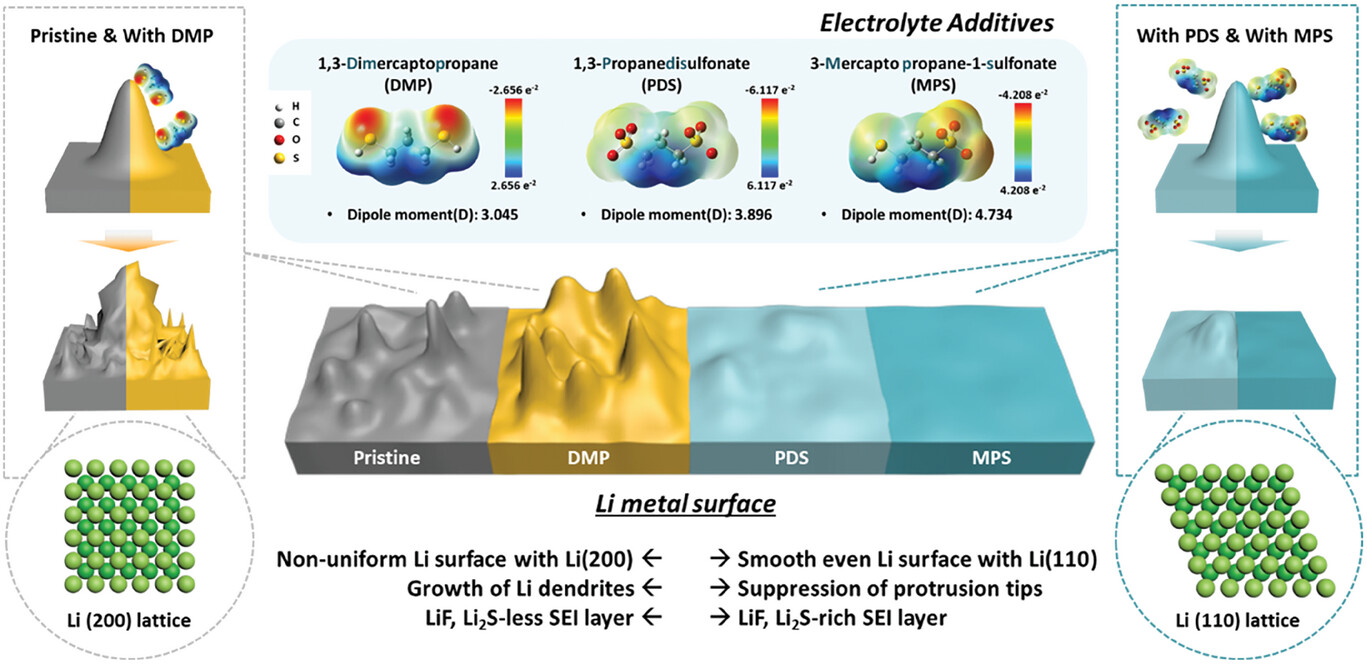 Electrolyte Additives
Pristine & With DMP
With PDS & With MPS
1,3-Dimercaptopropane
(DMP)
1,3-Propanedisulfonate
(PDS)
3-Mercapto propane-1-sulfonate
(MPS)
H
C
O
S
-2.656 e⁻²
2.656 e⁻²
-6.117 e⁻²
6.117 e⁻²
-4.208 e⁻²
4.208 e⁻²
• Dipole moment(D): 3.045
• Dipole moment(D): 3.896
• Dipole moment(D): 4.734
Pristine
DMP
PDS
MPS
Li metal surface
Non-uniform Li surface with Li(200) ←
→ Smooth even Li surface with Li(110)
Growth of Li dendrites ←
→ Suppression of protrusion tips
LiF, Li₂S-less SEI layer ←
→ LiF, Li₂S-rich SEI layer
Li (200) lattice
Li (110) lattice